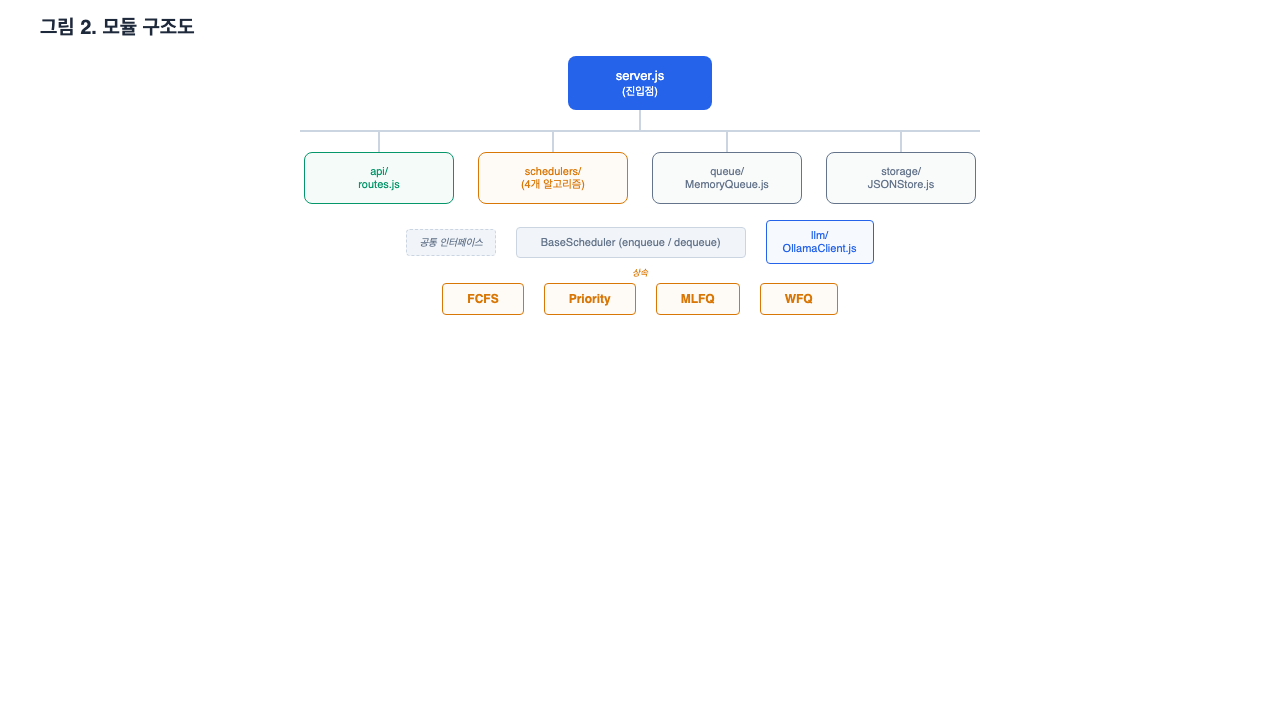 그림 2. 모듈 구조도
server.js
(진입점)
api/
routes.js
schedulers/
(4개 알고리즘)
queue/
MemoryQueue.js
storage/
JSONStore.js
공통 인터페이스
BaseScheduler (enqueue / dequeue)
llm/
OllamaClient.js
상속
FCFS
Priority
MLFQ
WFQ